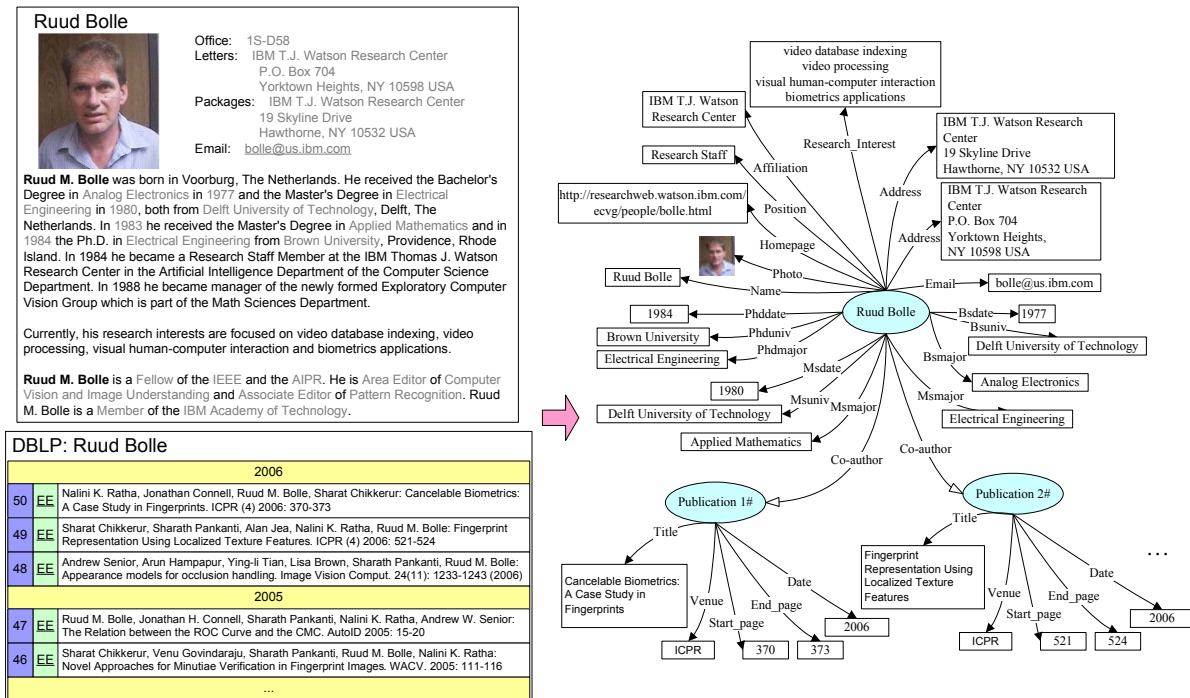 Ruud Bolle
Office: 1S-D58
Letters: IBM T.J. Watson Research Center
P.O. Box 704
Yorktown Heights, NY 10598 USA
Packages: IBM T.J. Watson Research Center
19 Skyline Drive
Hawthorne, NY 10532 USA
Email: bolle@us.ibm.com
Ruud M. Bolle was born in Voorburg, The Netherlands. He received the Bachelor's
Degree in Analog Electronics in 1977 and the Master's Degree in Electrical
Engineering in 1980, both from Delft University of Technology, Delft, The
Netherlands. In 1983 he received the Master's Degree in Applied Mathematics and in
1984 the Ph.D. in Electrical Engineering from Brown University, Providence, Rhode
Island. In 1984 he became a Research Staff Member at the IBM Thomas J. Watson
Research Center in the Artificial Intelligence Department of the Computer Science
Department. In 1988 he became manager of the newly formed Exploratory Computer
Vision Group which is part of the Math Sciences Department.
Currently, his research interests are focused on video database indexing, video
processing, visual human-computer interaction and biometrics applications.
Ruud M. Bolle is a Fellow of the IEEE and the AIPR. He is Area Editor of Computer
Vision and Image Understanding and Associate Editor of Pattern Recognition. Ruud
M. Bolle is a Member of the IBM Academy of Technology.
DBLP: Ruud Bolle
2006
50 EE Nalini K. Ratha, Jonathan Connell, Ruud M. Bolle, Sharat Chikkerur: Cancelable Biometrics:
A Case Study in Fingerprints. ICPR (4) 2006: 370-373
49 EE Sharat Chikkerur, Sharath Pankanti, Alan Jea, Nalini K. Ratha, Ruud M. Bolle: Fingerprint
Representation Using Localized Texture Features. ICPR (4) 2006: 521-524
48 EE Andrew Senior, Arun Hampapur, Ying-li Tian, Lisa Brown, Sharath Pankanti, Ruud M. Bolle:
Appearance models for occlusion handling. Image Vision Comput. 24(11): 1233-1243 (2006)
2005
47 EE Ruud M. Bolle, Jonathan H. Connell, Sharath Pankanti, Nalini K. Ratha, Andrew W. Senior:
The Relation between the ROC Curve and the CMC. AutoID 2005: 15-20
46 EE Sharat Chikkerur, Venu Govindaraju, Sharath Pankanti, Ruud M. Bolle, Nalini K. Ratha:
Novel Approaches for Minutiae Verification in Fingerprint Images. WACV. 2005: 111-116
...
video database indexing
video processing
visual human-computer interaction
biometrics applications
IBM T.J. Watson
Research Center
Research_Interest
IBM T.J. Watson Research
Center
19 Skyline Drive
Hawthorne, NY 10532 USA
Research Staff
Affiliation
Address
http://researchweb.watson.ibm.com/
ecvg/people/bolle.html
Position
IBM T.J. Watson Research
Center
P.O. Box 704
Yorktown Heights,
NY 10598 USA
Address
Homepage
Photo
Ruud Bolle
Name
Email
bolle@us.ibm.com
Ruud Bolle
1984
Phddate
Bsdate
1977
Brown University
Phduniv
Bsuniv
Delft University of Technology
Electrical Engineering
Phdmajor
Bsmajor
Analog Electronics
Msdate
1980
Msuniv
Msmajor
Msmajor
Delft University of Technology
Electrical Engineering
Applied Mathematics
Co-author
Co-author
Publication 1#
Publication 2#
Title
Title
Cancelable Biometrics:
A Case Study in
Fingerprints
Fingerprint
Representation Using
Localized Texture
Features
...
Venue
Start_page
End_page
Date
ICPR
370
373
2006
Venue
Start_page
End_page
Date
ICPR
521
524
2006